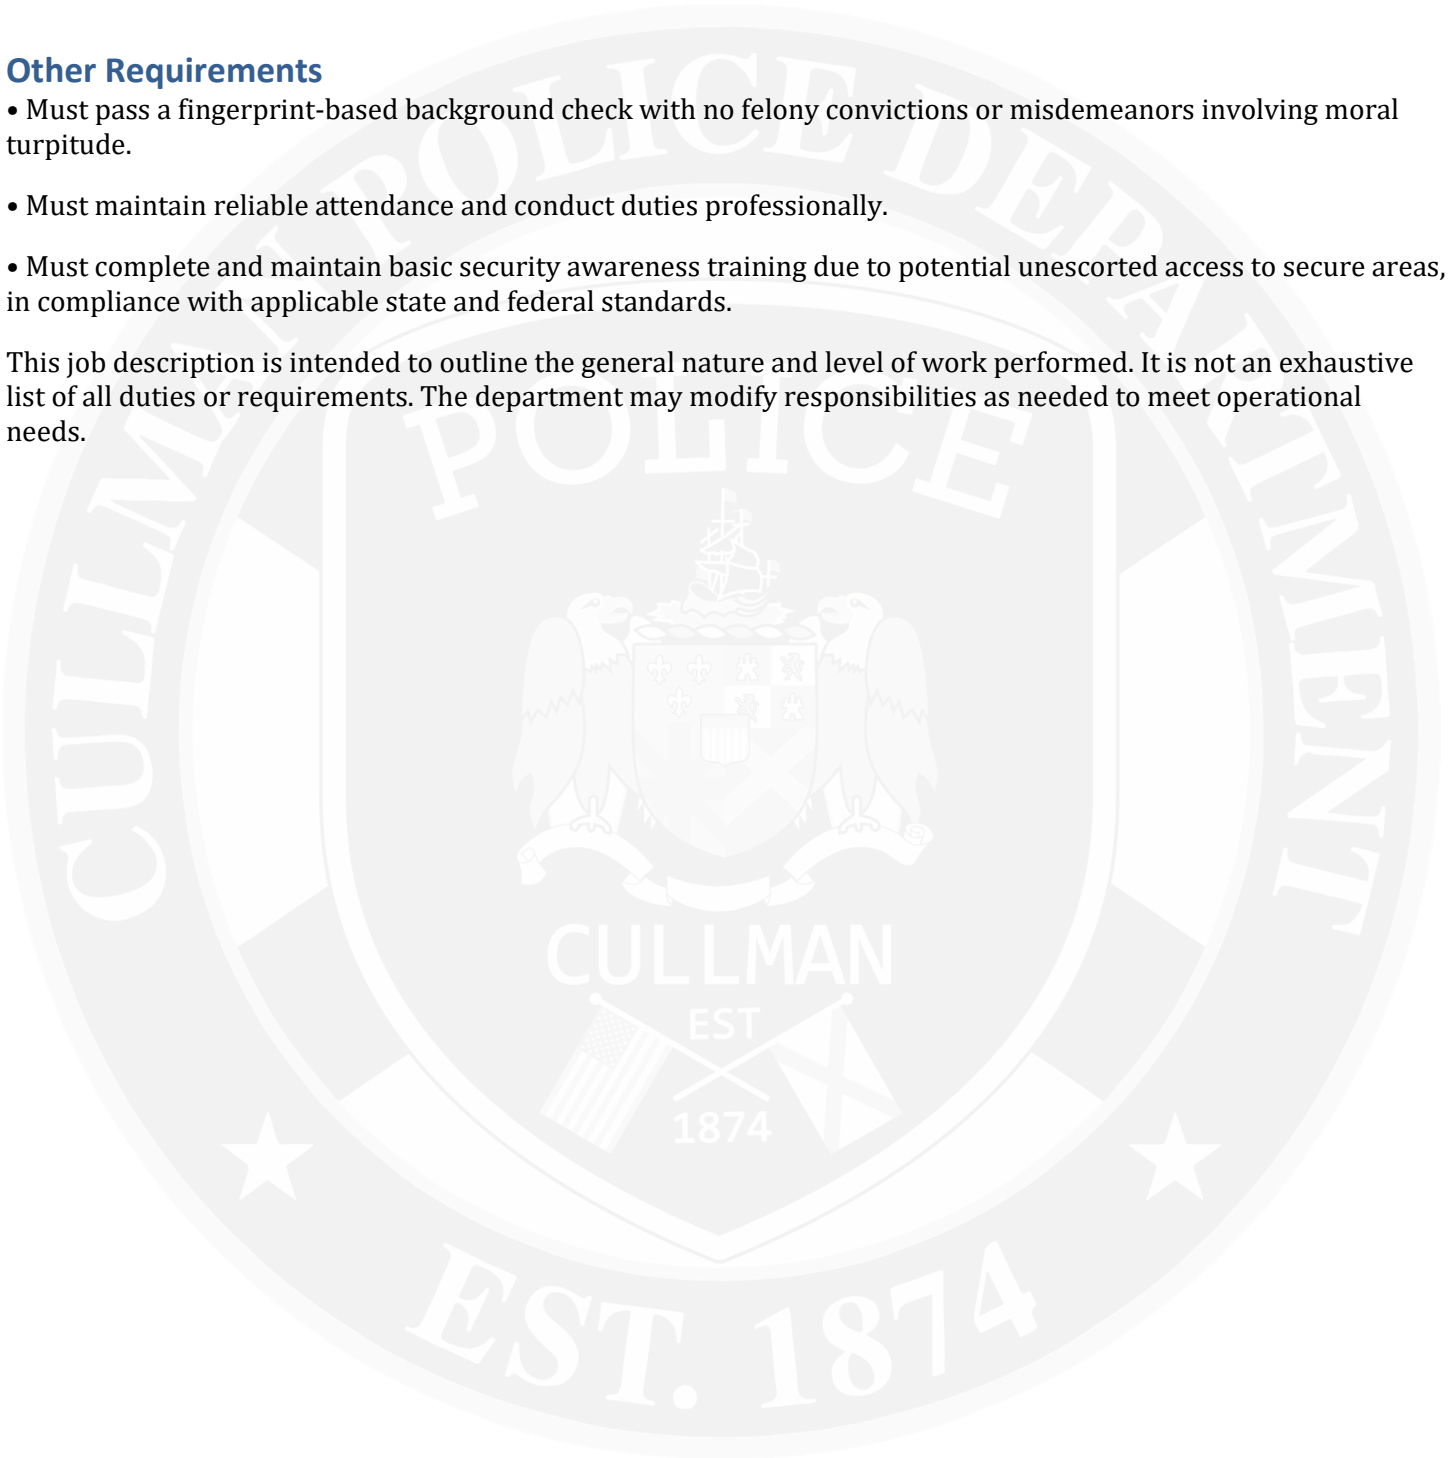 Other Requirements
• Must pass a fingerprint-based background check with no felony convictions or misdemeanors involving moral
turpitude.
• Must maintain reliable attendance and conduct duties professionally.
• Must complete and maintain basic security awareness training due to potential unescorted access to secure areas,
in compliance with applicable state and federal standards.
This job description is intended to outline the general nature and level of work performed. It is not an exhaustive
list of all duties or requirements. The department may modify responsibilities as needed to meet operational
needs.
CULLMAN POLICE DEPARTMENT
POLICE
CULLMAN
EST
1874
EST. 1874